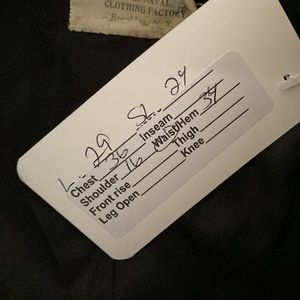 NAVAL
CLOTHING FACTORY
Brooklyn, N.Y.
L- 29 SL- 24
Chest 36 Inseam
Shoulder 16 Waist/Hem 34
Front rise Thigh
Leg Open Knee